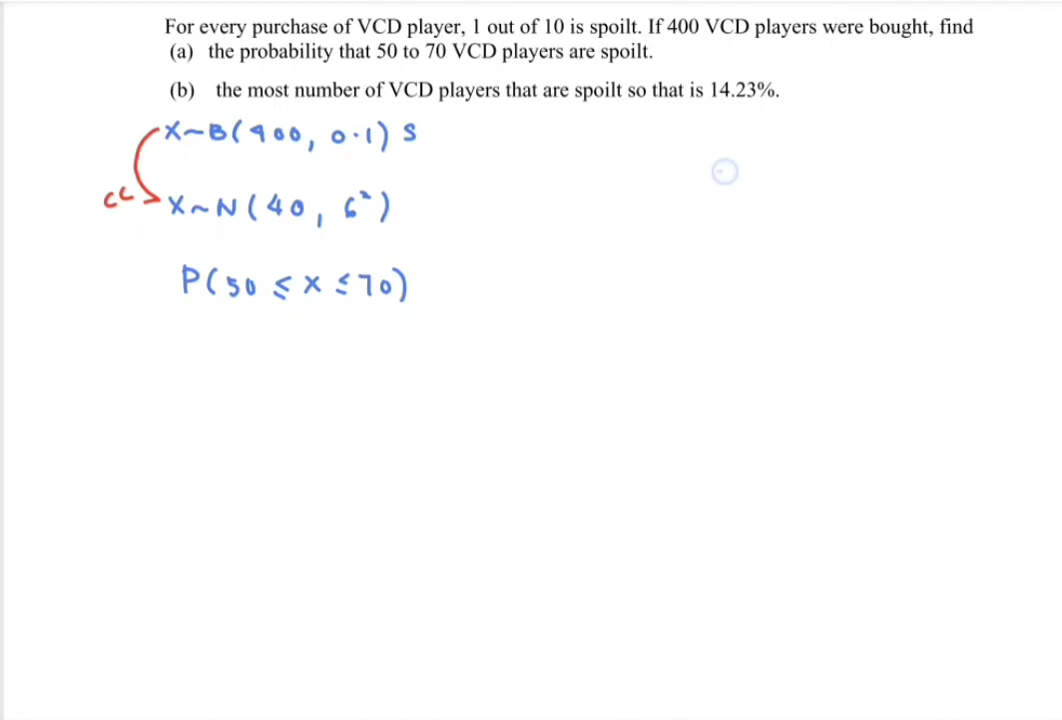 For every purchase of VCD player, 1 out of 10 is spoilt. If 400 VCD players were bought, find
(a) the probability that 50 to 70 VCD players are spoilt.
(b) the most number of VCD players that are spoilt so that is 14.23%.
X~B(400, 0.1) S
CC X~N(40, 6²)
P(50 ≤ X ≤ 70)